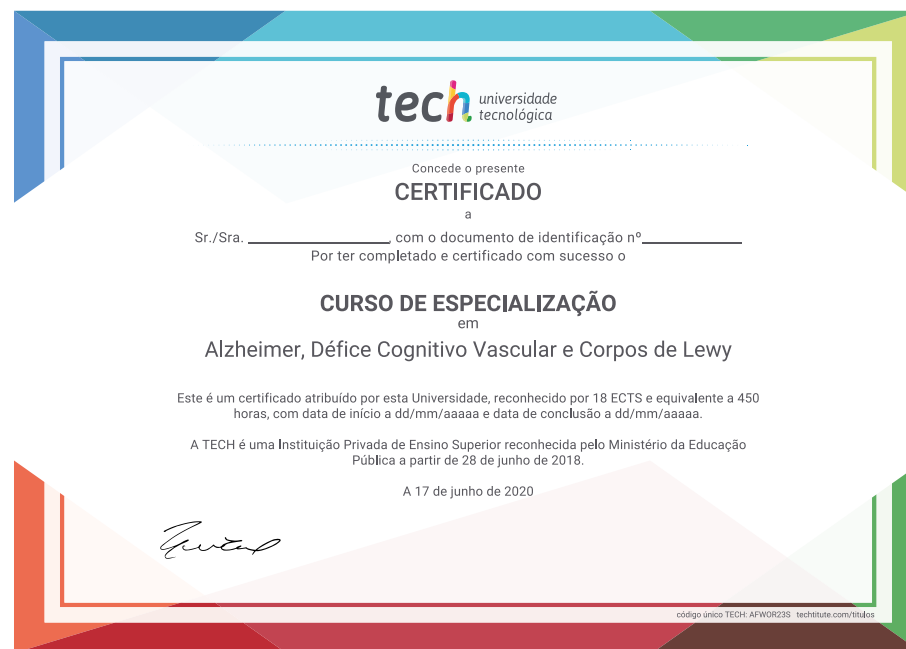 tech universidade
tecnológica
Concede o presente
CERTIFICADO
a
Sr./Sra. ____________________, com o documento de identificação nº______________
Por ter completado e certificado com sucesso o
CURSO DE ESPECIALIZAÇÃO
em
Alzheimer, Défice Cognitivo Vascular e Corpos de Lewy
Este é um certificado atribuído por esta Universidade, reconhecido por 18 ECTS e equivalente a 450
horas, com data de início a dd/mm/aaaaa e data de conclusão a dd/mm/aaaaa.
A TECH é uma Instituição Privada de Ensino Superior reconhecida pelo Ministério da Educação
Pública a partir de 28 de junho de 2018.
A 17 de junho de 2020
código único TECH: AFWOR23S techtitute.com/titulos